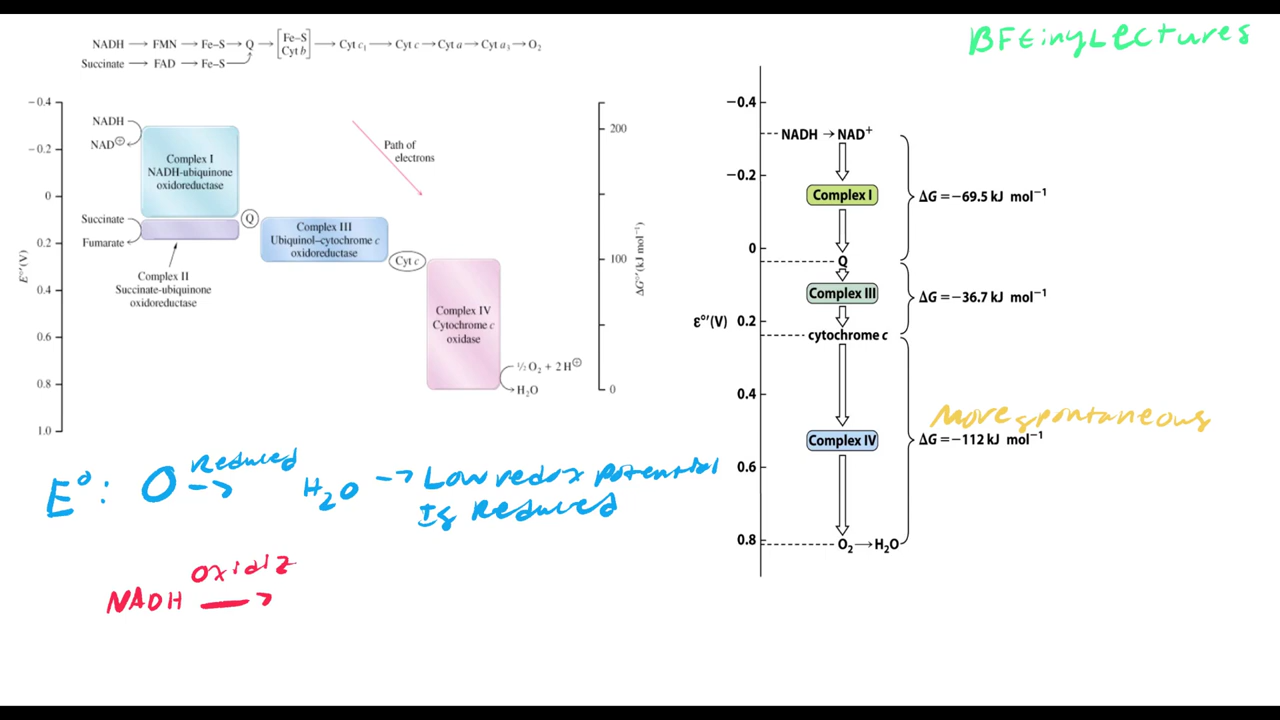 BFtinyLectures
NADH → FMN → Fe–S → Q → [Fe–S Cyt b] → Cyt c₁ → Cyt c → Cyt a → Cyt a₃ → O₂
Succinate → FAD → Fe–S
−0.4
−0.2
0
0.2
0.4
0.6
0.8
1.0
E°′(V)
NADH
NAD⊕
Complex I
NADH-ubiquinone
oxidoreductase
Succinate
Fumarate
Complex II
Succinate-ubiquinone
oxidoreductase
Q
Complex III
Ubiquinol–cytochrome c
oxidoreductase
Cyt c
Complex IV
Cytochrome c
oxidase
½ O₂ + 2 H⊕
H₂O
Path of
electrons
200
100
0
ΔG°′(kJ mol⁻¹)
−0.4
−0.2
0
0.2
0.4
0.6
0.8
ε°′(V)
NADH → NAD⁺
Complex I
ΔG = −69.5 kJ mol⁻¹
Q
Complex III
ΔG = −36.7 kJ mol⁻¹
cytochrome c
More spontaneous
Complex IV
ΔG = −112 kJ mol⁻¹
O₂ → H₂O
E°: O Reduced → H₂O → Low redox potential
Is Reduced
oxidiz
NADH →